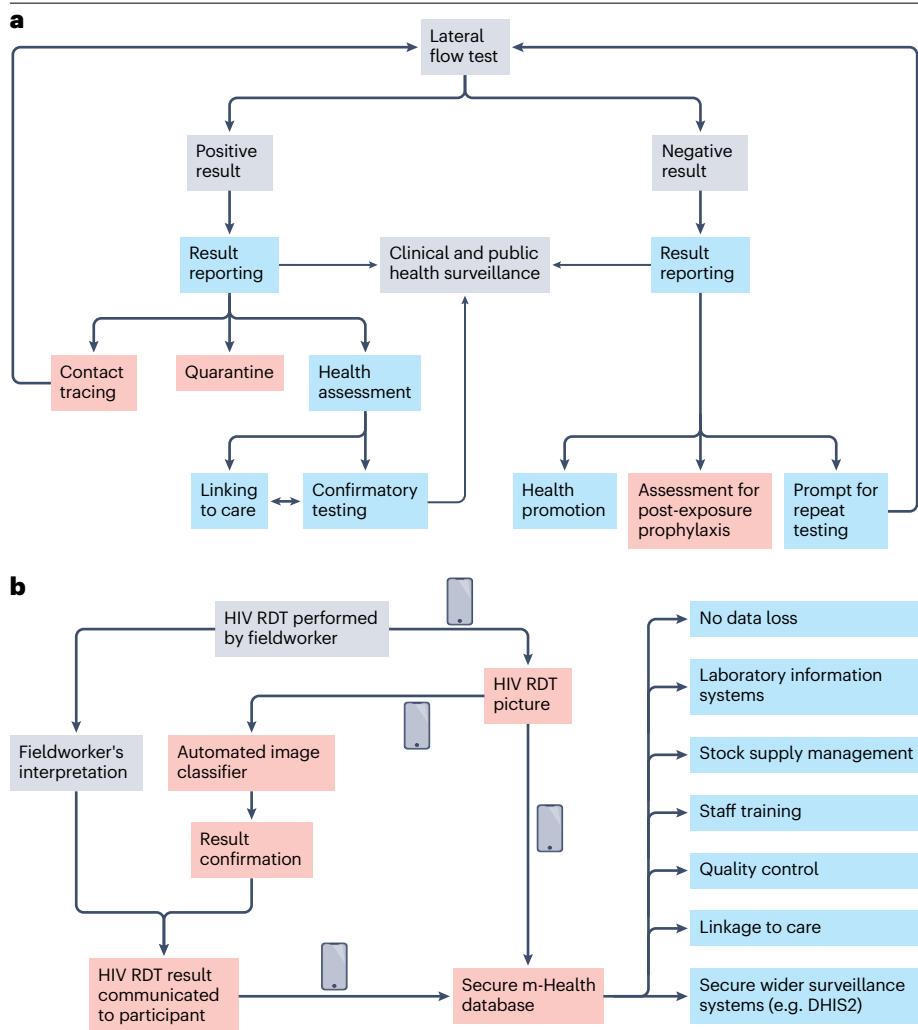 a
Lateral
flow test
Positive
result
Negative
result
Result
reporting
Clinical and public
health surveillance
Result
reporting
Contact
tracing
Quarantine
Health
assessment
Linking
to care
Confirmatory
testing
Health
promotion
Assessment for
post-exposure
prophylaxis
Prompt for
repeat
testing
b
HIV RDT performed
by fieldworker
No data loss
HIV RDT
picture
Laboratory information
systems
Fieldworker's
interpretation
Automated image
classifier
Stock supply management
Result
confirmation
Staff training
Quality control
Linkage to care
HIV RDT result
communicated
to participant
Secure m-Health
database
Secure wider surveillance
systems (e.g. DHIS2)